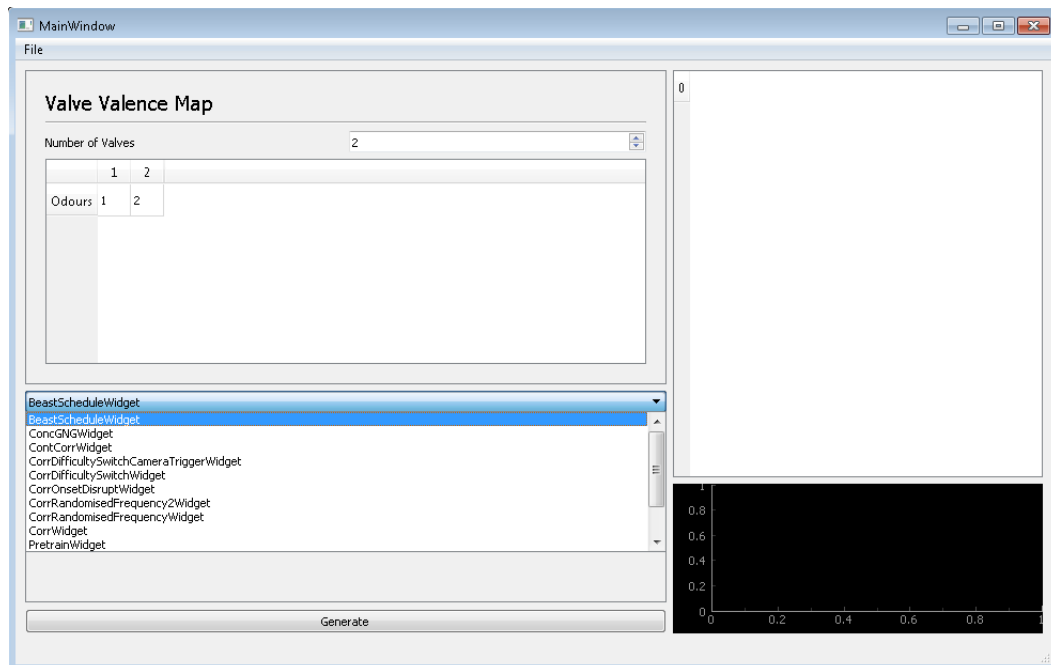 MainWindow
File
Valve Valence Map
Number of Valves 2
1 2
Odours 1 2
BeastScheduleWidget
BeastScheduleWidget
ConcGNGWidget
ContCorrWidget
CorrDifficultySwitchCameraTriggerWidget
CorrDifficultySwitchWidget
CorrOnsetDisruptWidget
CorrRandomisedFrequency2Widget
CorrRandomisedFrequencyWidget
CorrWidget
PretrainWidget
Generate
0
1
0.8
0.6
0.4
0.2
0
0 0.2 0.4 0.6 0.8 1